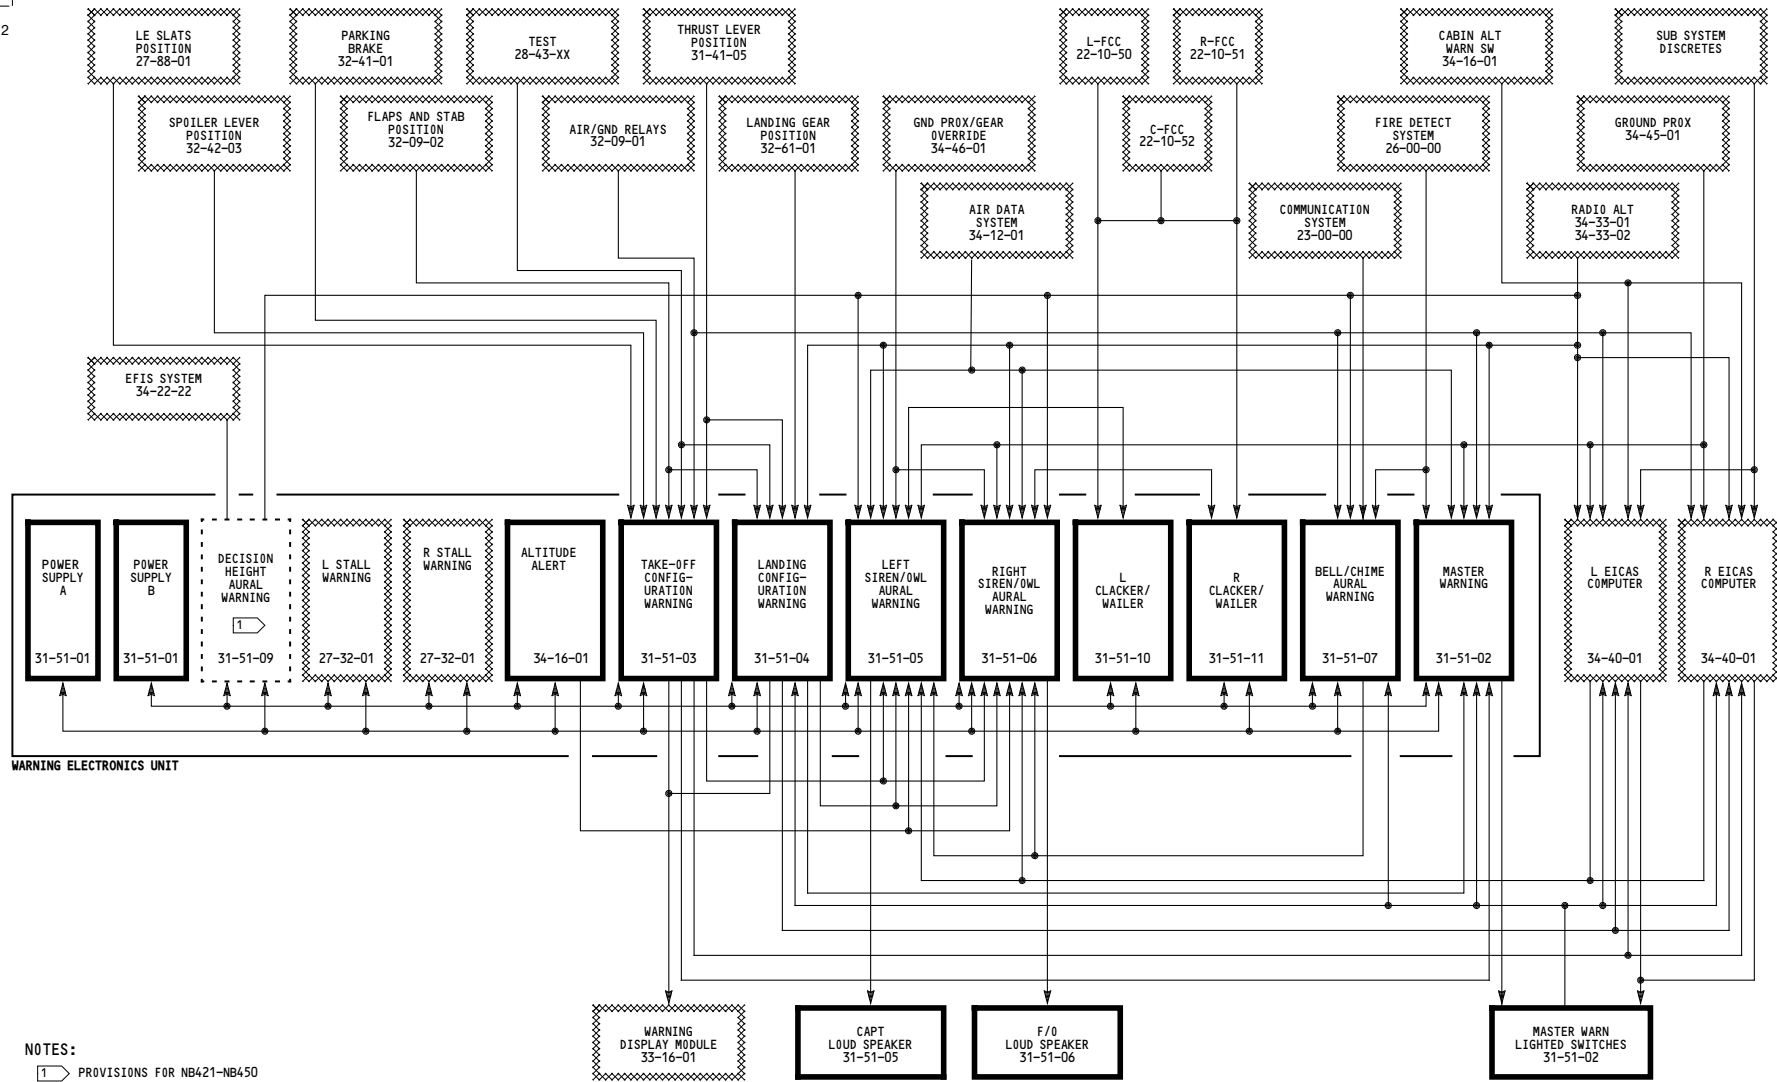 2
LE SLATS
POSITION
27-88-01
PARKING
BRAKE
32-41-01
TEST
28-43-XX
THRUST LEVER
POSITION
31-41-05
L-FCC
22-10-50
R-FCC
22-10-51
CABIN ALT
WARN SW
34-16-01
SUB SYSTEM
DISCRETES
SPOILER LEVER
POSITION
32-42-03
FLAPS AND STAB
POSITION
32-09-02
AIR/GND RELAYS
32-09-01
LANDING GEAR
POSITION
32-61-01
GND PROX/GEAR
OVERRIDE
34-46-01
C-FCC
22-10-52
FIRE DETECT
SYSTEM
26-00-00
GROUND PROX
34-45-01
AIR DATA
SYSTEM
34-12-01
COMMUNICATION
SYSTEM
23-00-00
RADIO ALT
34-33-01
34-33-02
EFIS SYSTEM
34-22-22
POWER
SUPPLY
A
31-51-01
POWER
SUPPLY
B
31-51-01
DECISION
HEIGHT
AURAL
WARNING
1
31-51-09
L STALL
WARNING
27-32-01
R STALL
WARNING
27-32-01
ALTITUDE
ALERT
34-16-01
TAKE-OFF
CONFIG-
URATION
WARNING
31-51-03
LANDING
CONFIG-
URATION
WARNING
31-51-04
LEFT
SIREN/OWL
AURAL
WARNING
31-51-05
RIGHT
SIREN/OWL
AURAL
WARNING
31-51-06
L
CLACKER/
WAILER
31-51-10
R
CLACKER/
WAILER
31-51-11
BELL/CHIME
AURAL
WARNING
31-51-07
MASTER
WARNING
31-51-02
L EICAS
COMPUTER
34-40-01
R EICAS
COMPUTER
34-40-01
WARNING ELECTRONICS UNIT
WARNING
DISPLAY MODULE
33-16-01
CAPT
LOUD SPEAKER
31-51-05
F/O
LOUD SPEAKER
31-51-06
MASTER WARN
LIGHTED SWITCHES
31-51-02
NOTES:
1 PROVISIONS FOR NB421-NB450